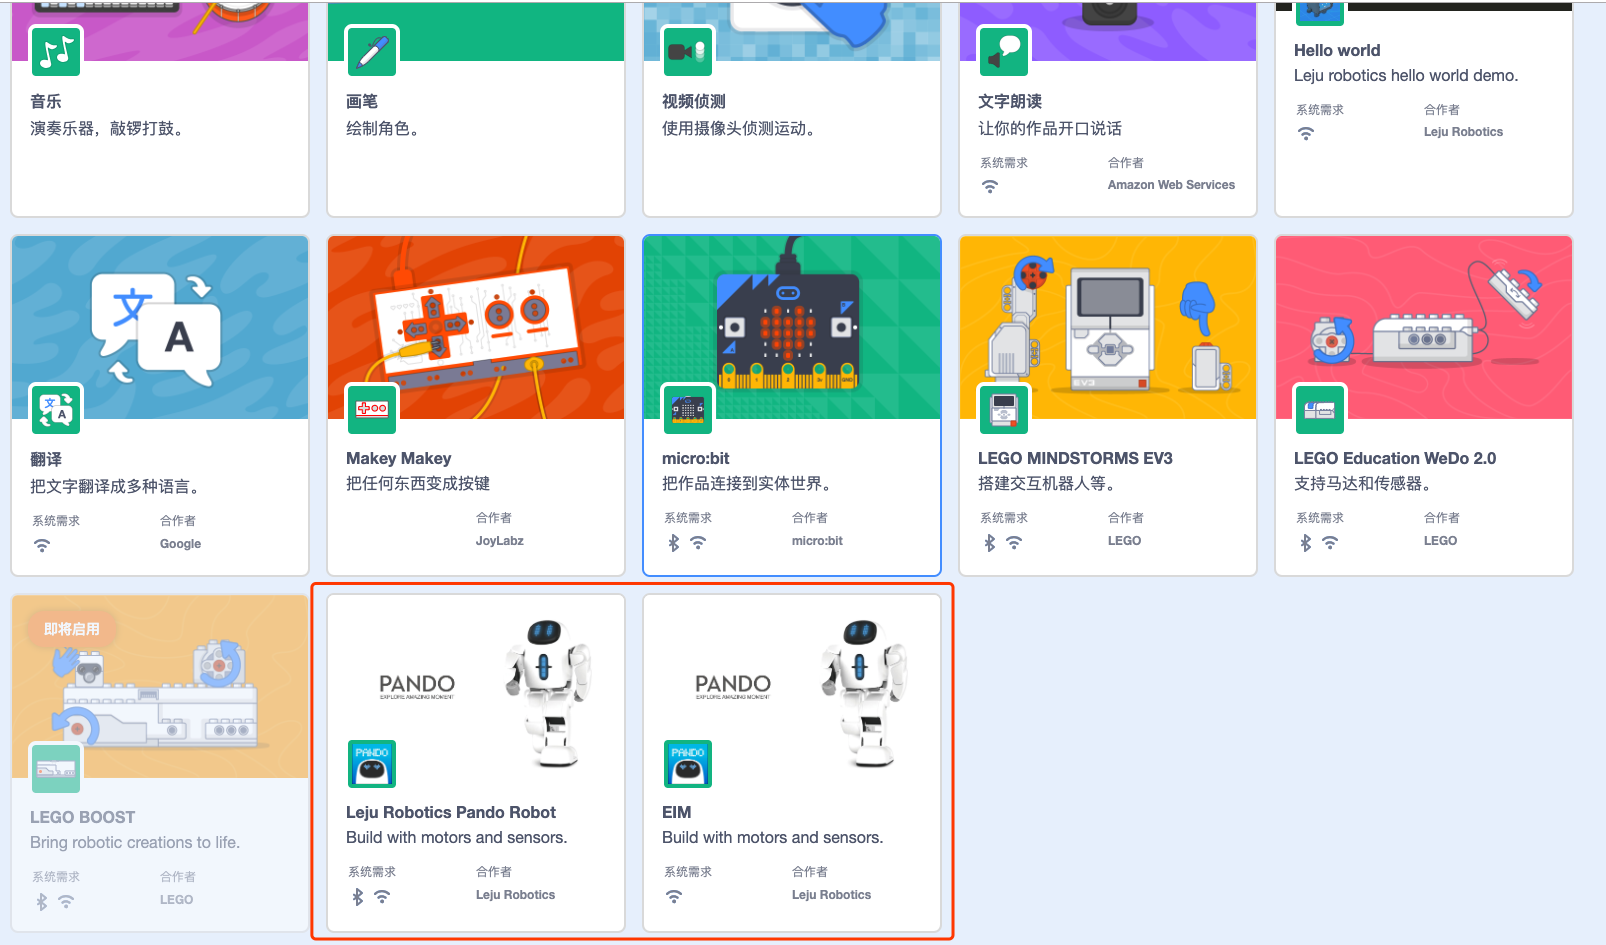 音乐
演奏乐器，敲锣打鼓。
画笔
绘制角色。
视频侦测
使用摄像头侦测运动。
文字朗读
让你的作品开口说话
系统需求
合作者
Amazon Web Services
Hello world
Leju robotics hello world demo.
系统需求
合作者
Leju Robotics
文
A
文
A
翻译
把文字翻译成多种语言。
系统需求
合作者
Google
Makey Makey
把任何东西变成按键
合作者
JoyLabz
micro:bit
把作品连接到实体世界。
系统需求
合作者
micro:bit
EV3
LEGO MINDSTORMS EV3
搭建交互机器人等。
系统需求
合作者
LEGO
LEGO Education WeDo 2.0
支持马达和传感器。
系统需求
合作者
LEGO
即将启用
LEGO BOOST
Bring robotic creations to life.
系统需求
合作者
LEGO
PANDO
EXPLORE AMAZING MOMENT
PANDO
Leju Robotics Pando Robot
Build with motors and sensors.
系统需求
合作者
Leju Robotics
PANDO
EXPLORE AMAZING MOMENT
PANDO
EIM
Build with motors and sensors.
系统需求
合作者
Leju Robotics